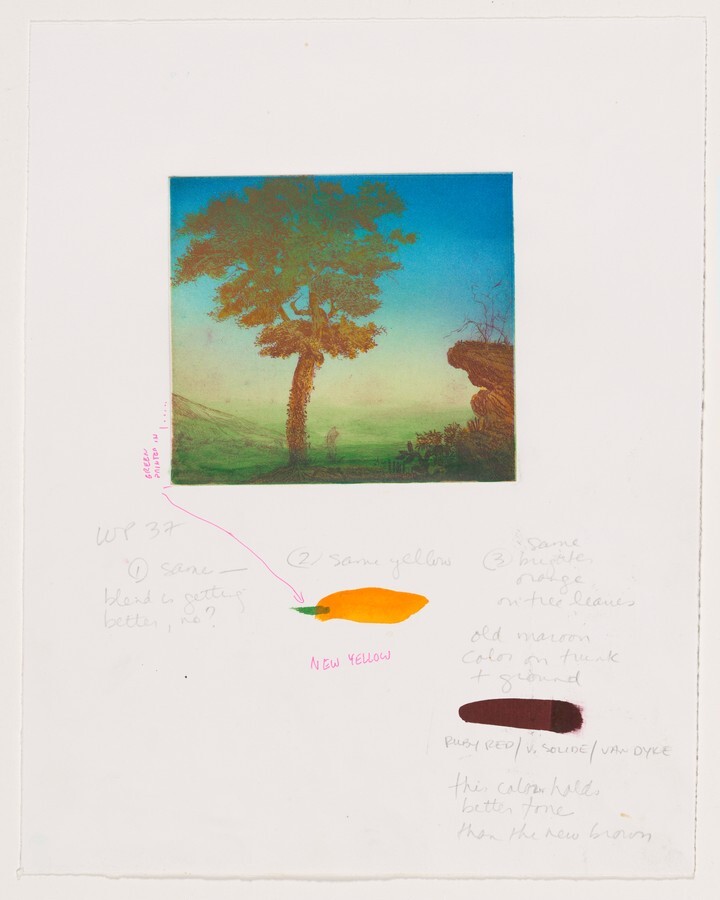 GREEN
PRINTED IN
WP 37
① same —
blend is getting
better, no?
② same yellow
③ same
brighter
orange
on tree leaves
NEW YELLOW
old maroon
color on trunk
+ ground
RUBY RED / V. SOLIDE / VAN DYKE
this colour holds
better tone
than the new brown